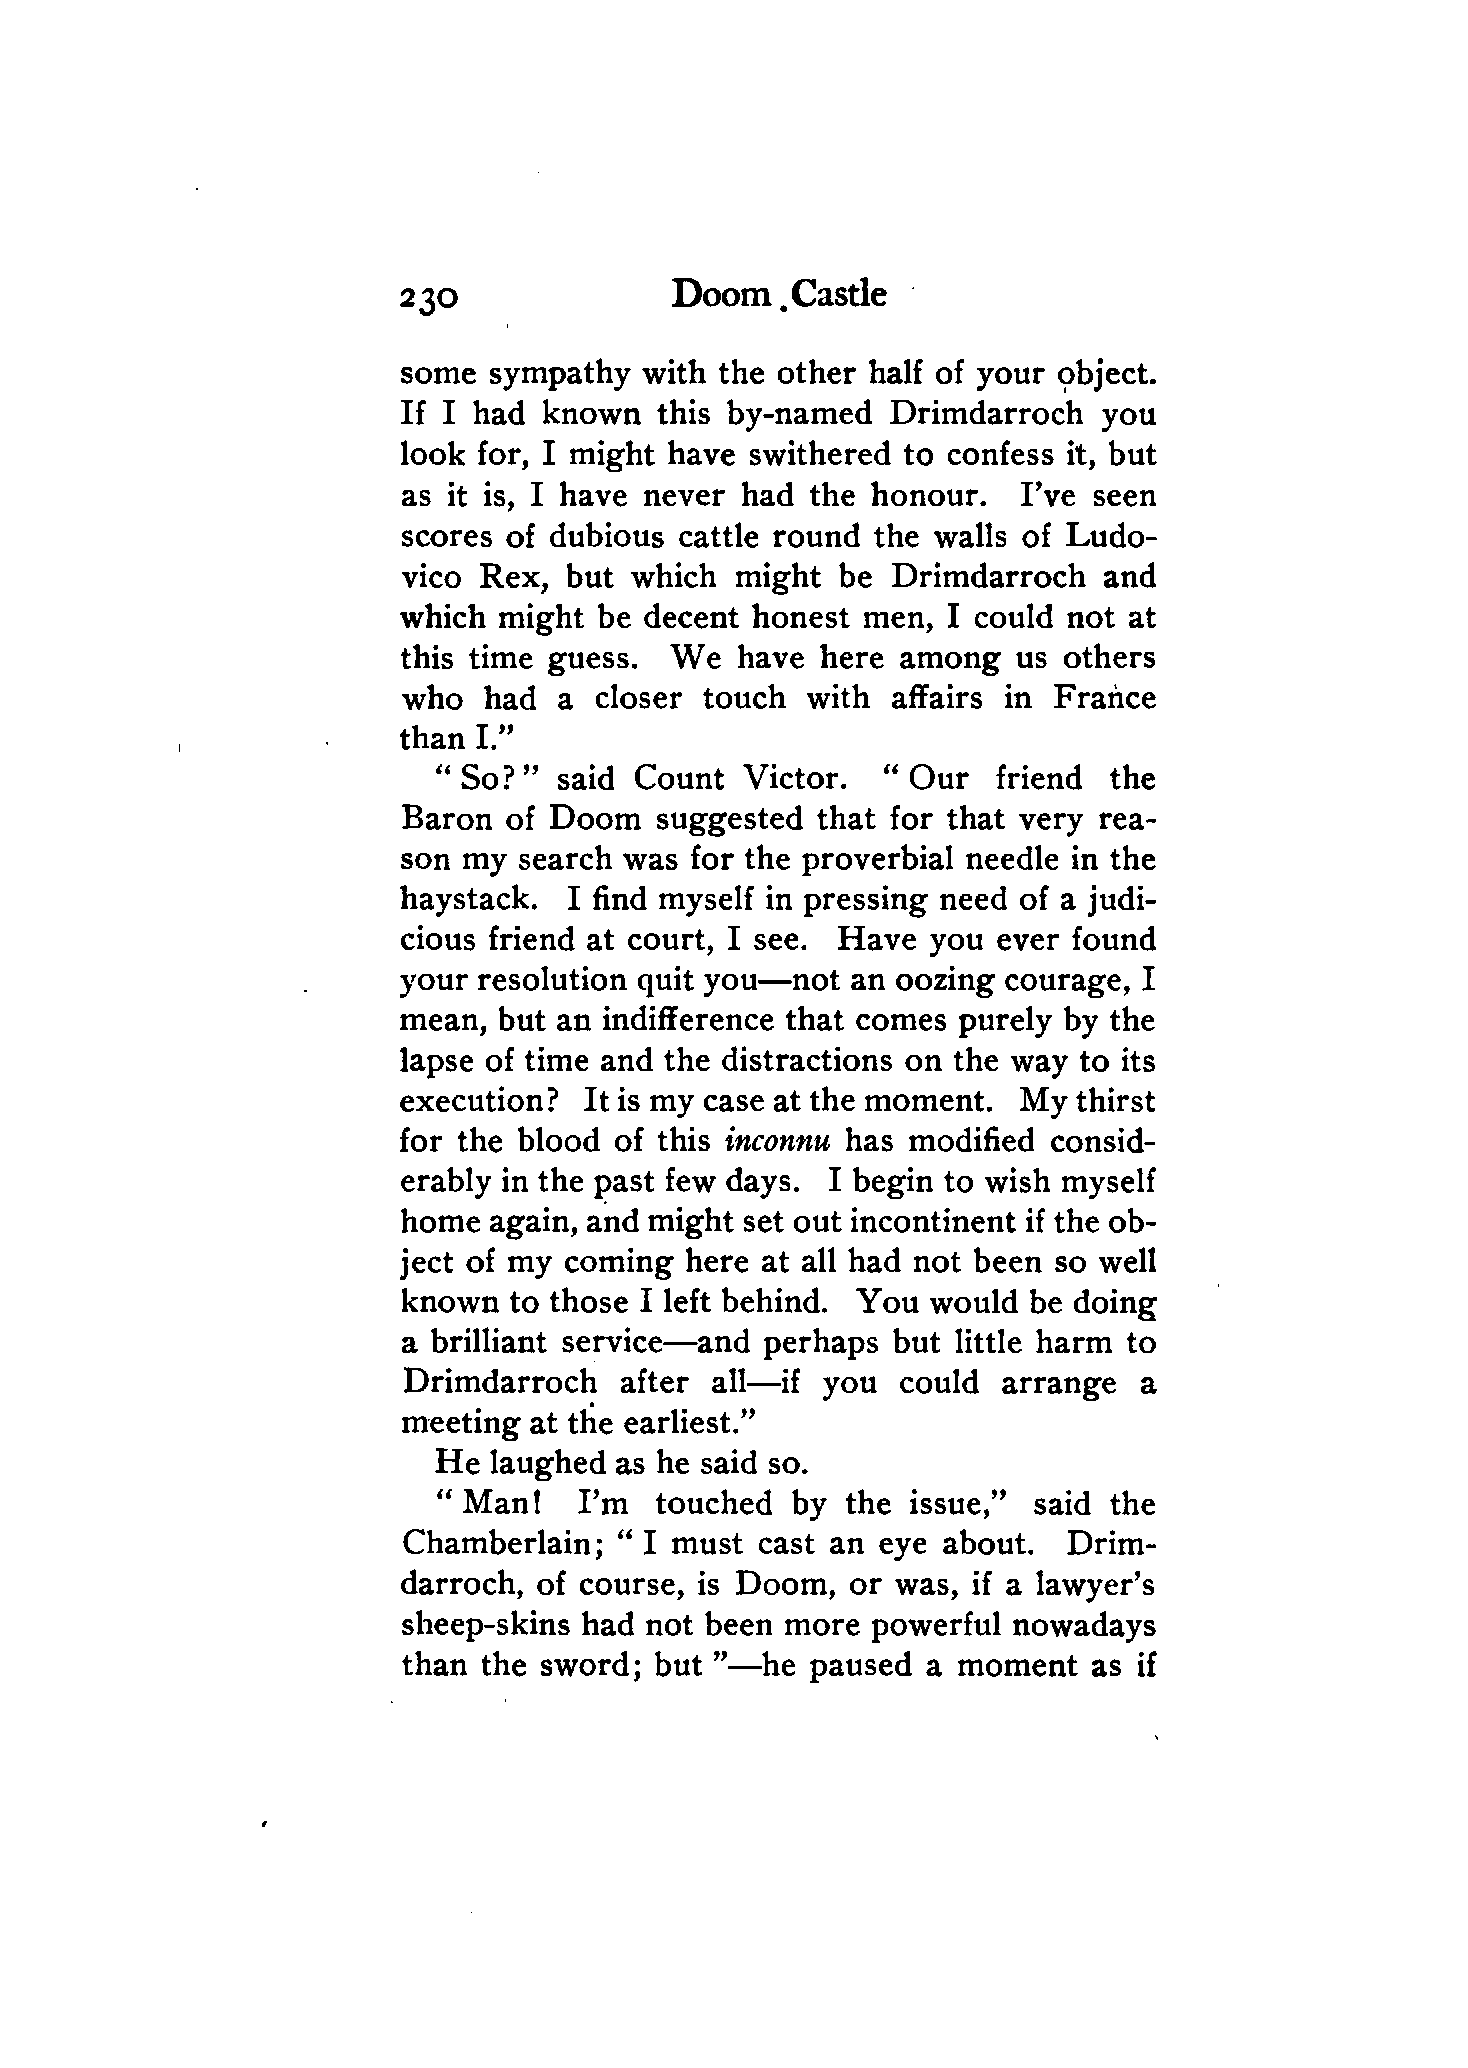 230 Doom Castle
some sympathy with the other half of your object.
If I had known this by-named Drimdarroch you
look for, I might have swithered to confess it, but
as it is, I have never had the honour. I've seen
scores of dubious cattle round the walls of Ludo-
vico Rex, but which might be Drimdarroch and
which might be decent honest men, I could not at
this time guess. We have here among us others
who had a closer touch with affairs in France
than I."
"So?" said Count Victor. "Our friend the
Baron of Doom suggested that for that very rea-
son my search was for the proverbial needle in the
haystack. I find myself in pressing need of a judi-
cious friend at court, I see. Have you ever found
your resolution quit you—not an oozing courage, I
mean, but an indifference that comes purely by the
lapse of time and the distractions on the way to its
execution? It is my case at the moment. My thirst
for the blood of this inconnu has modified consid-
erably in the past few days. I begin to wish myself
home again, and might set out incontinent if the ob-
ject of my coming here at all had not been so well
known to those I left behind. You would be doing
a brilliant service—and perhaps but little harm to
Drimdarroch after all—if you could arrange a
meeting at the earliest."
He laughed as he said so.
"Man! I'm touched by the issue," said the
Chamberlain; "I must cast an eye about. Drim-
darroch, of course, is Doom, or was, if a lawyer's
sheep-skins had not been more powerful nowadays
than the sword; but"—he paused a moment as if